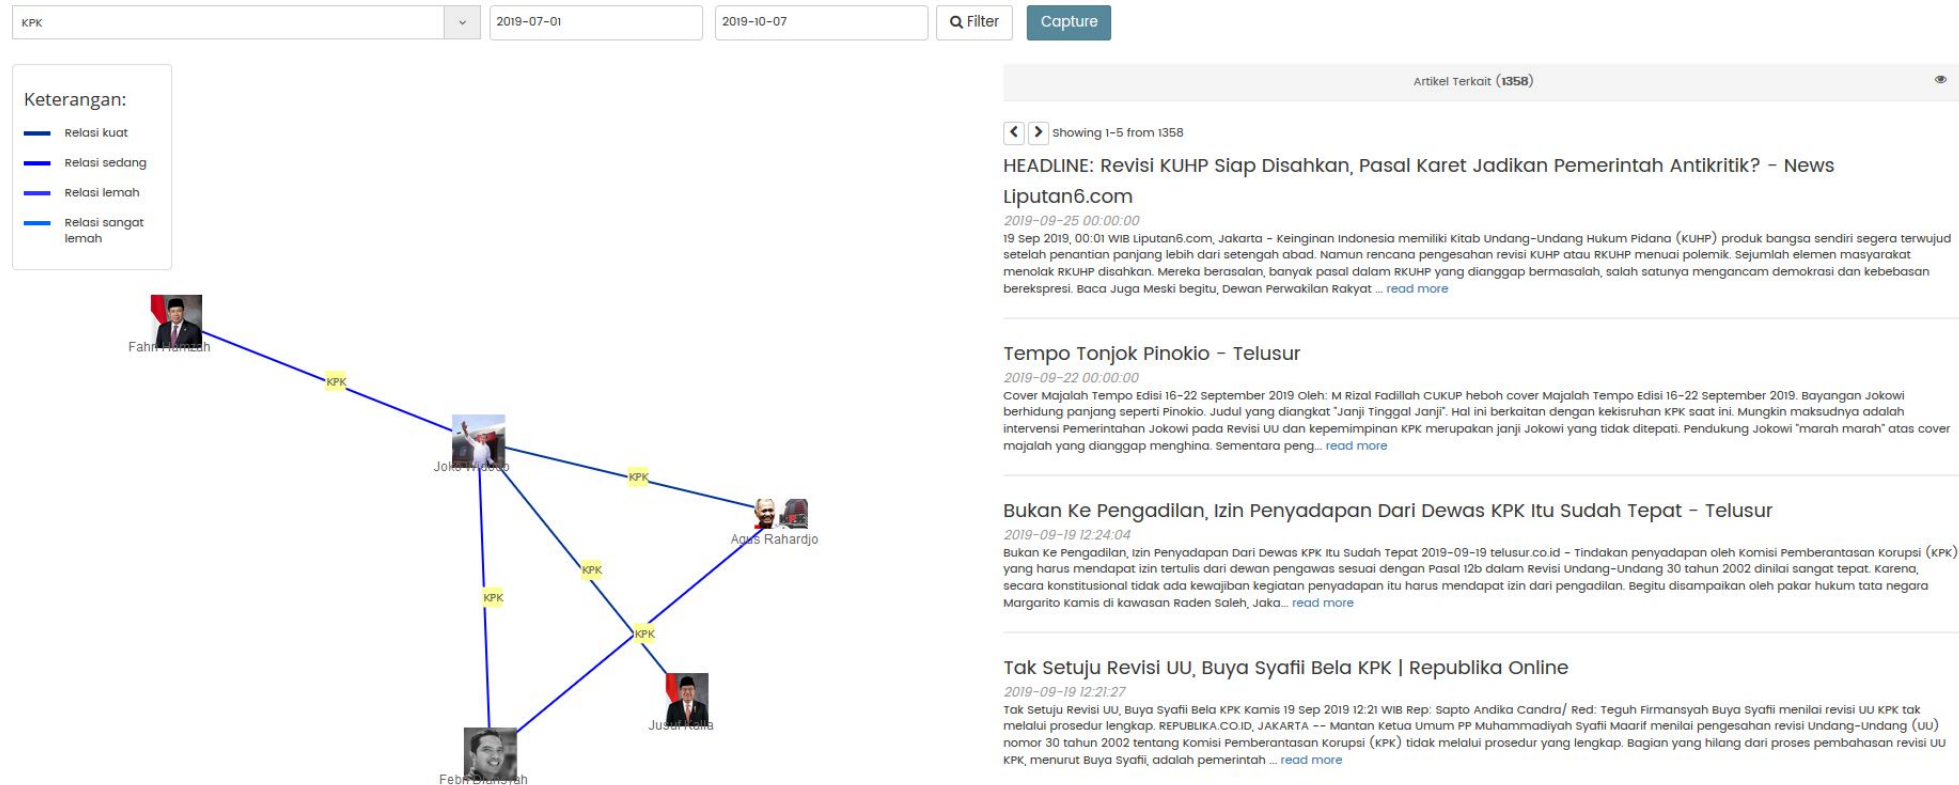 KPK
2019-07-01
2019-10-07
Filter
Capture
Keterangan:
Relasi kuat
Relasi sedang
Relasi lemah
Relasi sangat
lemah
Fahri Hamzah
KPK
Joko Widodo
KPK
Agus Rahardjo
KPK
KPK
KPK
Jusuf Kalla
Febri Diansyah
Artikel Terkait (1358)
Showing 1-5 from 1358
HEADLINE: Revisi KUHP Siap Disahkan, Pasal Karet Jadikan Pemerintah Antikritik? - News
Liputan6.com
2019-09-25 00:00:00
19 Sep 2019, 00:01 WIB Liputan6.com, Jakarta - Keinginan Indonesia memiliki Kitab Undang-Undang Hukum Pidana (KUHP) produk bangsa sendiri segera terwujud
setelah penantian panjang lebih dari setengah abad. Namun rencana pengesahan revisi KUHP atau RKUHP menuai polemik. Sejumlah elemen masyarakat
menolak RKUHP disahkan. Mereka berasalan, banyak pasal dalam RKUHP yang dianggap bermasalah, salah satunya mengancam demokrasi dan kebebasan
berekspresi. Baca Juga Meski begitu, Dewan Perwakilan Rakyat ... read more
Tempo Tonjok Pinokio - Telusur
2019-09-22 00:00:00
Cover Majalah Tempo Edisi 16-22 September 2019 Oleh: M Rizal Fadillah CUKUP heboh cover Majalah Tempo Edisi 16-22 September 2019. Bayangan Jokowi
berhidung panjang seperti Pinokio. Judul yang diangkat "Janji Tinggal Janji". Hal ini berkaitan dengan kekisruhan KPK saat ini. Mungkin maksudnya adalah
intervensi Pemerintahan Jokowi pada Revisi UU dan kepemimpinan KPK merupakan janji Jokowi yang tidak ditepati. Pendukung Jokowi "marah marah" atas cover
majalah yang dianggap menghina. Sementara peng... read more
Bukan Ke Pengadilan, Izin Penyadapan Dari Dewas KPK Itu Sudah Tepat - Telusur
2019-09-19 12:24:04
Bukan Ke Pengadilan, Izin Penyadapan Dari Dewas KPK Itu Sudah Tepat 2019-09-19 telusur.co.id - Tindakan penyadapan oleh Komisi Pemberantasan Korupsi (KPK)
yang harus mendapat izin tertulis dari dewan pengawas sesuai dengan Pasal 12b dalam Revisi Undang-Undang 30 tahun 2002 dinilai sangat tepat. Karena,
secara konstitusional tidak ada kewajiban kegiatan penyadapan itu harus mendapat izin dari pengadilan. Begitu disampaikan oleh pakar hukum tata negara
Margarito Kamis di kawasan Raden Saleh, Jaka... read more
Tak Setuju Revisi UU, Buya Syafii Bela KPK | Republika Online
2019-09-19 12:21:27
Tak Setuju Revisi UU, Buya Syafii Bela KPK Kamis 19 Sep 2019 12:21 WIB Rep: Sapto Andika Candra/ Red: Teguh Firmansyah Buya Syafii menilai revisi UU KPK tak
melalui prosedur lengkap. REPUBLIKA.CO.ID, JAKARTA -- Mantan Ketua Umum PP Muhammadiyah Syafii Maarif menilai pengesahan revisi Undang-Undang (UU)
nomor 30 tahun 2002 tentang Komisi Pemberantasan Korupsi (KPK) tidak melalui prosedur yang lengkap. Bagian yang hilang dari proses pembahasan revisi UU
KPK, menurut Buya Syafii, adalah pemerintah ... read more